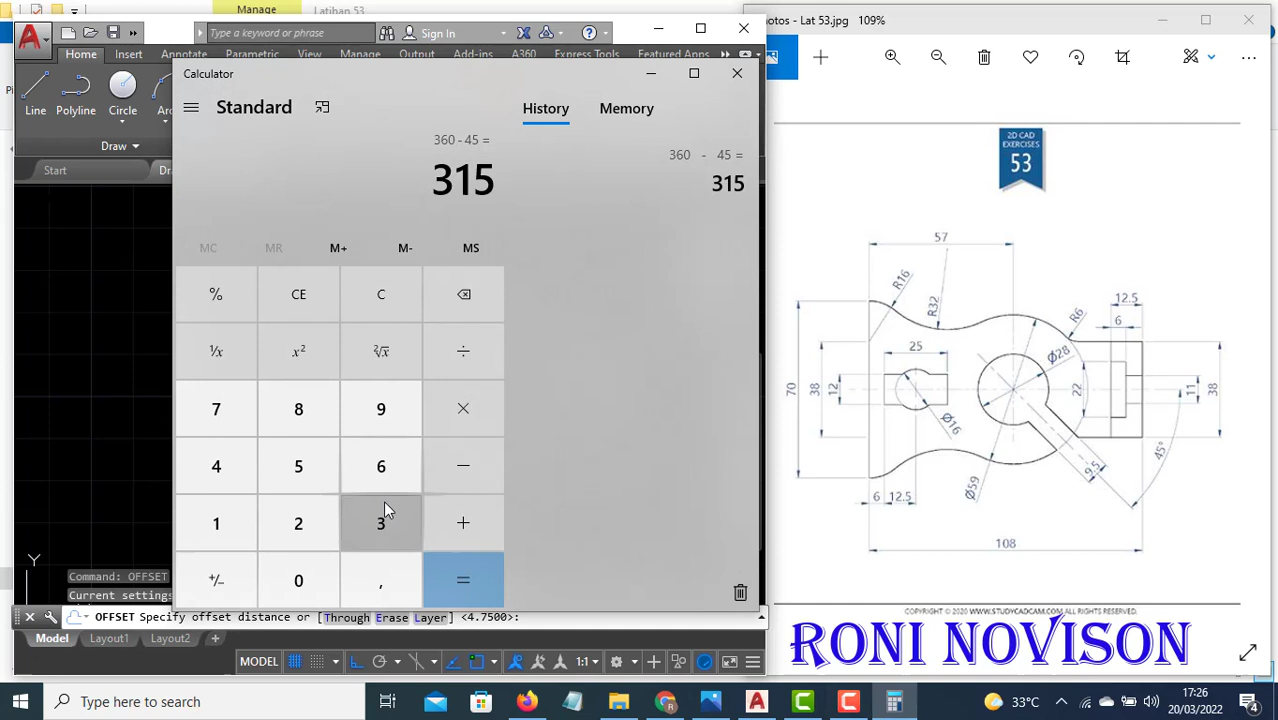 Manage
Latihan 53
Type a keyword or phrase
Sign In
Home
Insert
Annotate
Parametric
View
Manage
Output
Add-ins
A360
Express Tools
Featured Apps
Line
Polyline
Circle
Draw
Start
Calculator
Standard
History
Memory
360 - 45 =
315
360 - 45 =
315
MC
MR
M+
M-
MS
%
CE
C
⌫
¹/x
x²
²√x
÷
7
8
9
×
4
5
6
−
1
2
3
+
+/−
0
,
=
Y
Command: OFFSET
Current settings
OFFSET Specify offset distance or [Through Erase Layer] <4.7500>:
Model
Layout1
Layout2
+
MODEL
1:1
Photos - Lat 53.jpg 109%
2D CAD
EXERCISES
53
57
R16
R32
R6
12.5
6
25
Ø28
70
38
12
22
11
38
Ø16
45°
9.5
Ø59
6
12.5
108
COPYRIGHT © 2020 WWW.STUDYCADCAM.COM ALL RIGHTS RESERVED.
RONI NOVISON
Type here to search
33°C
17:26
20/03/2022
4